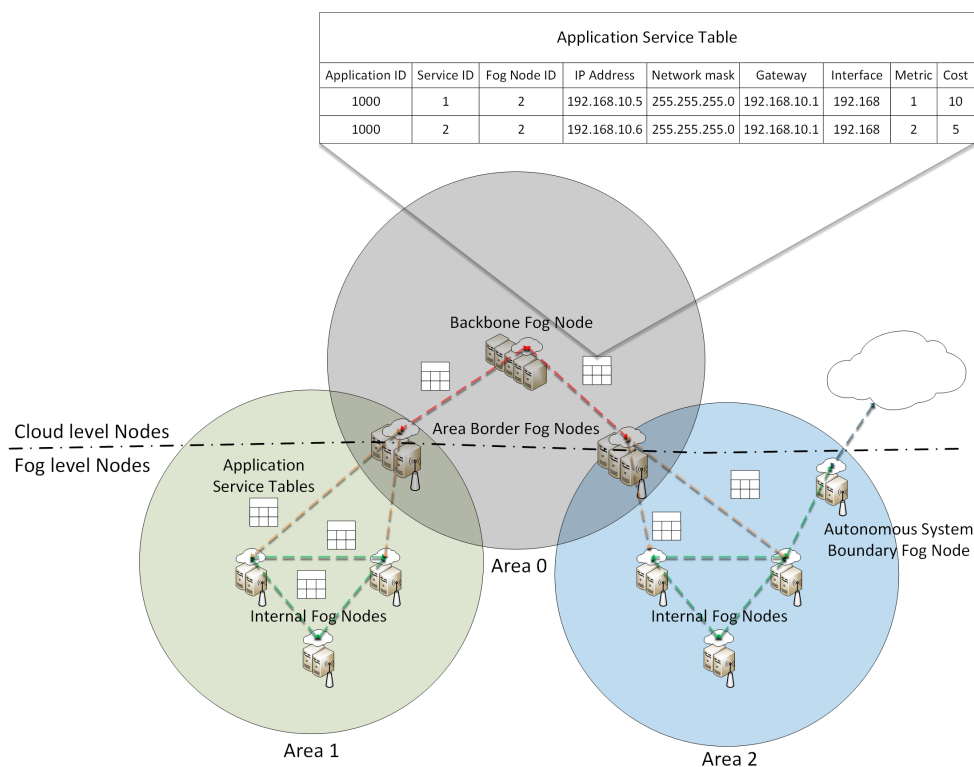 Application Service Table
Application ID Service ID Fog Node ID IP Address Network mask Gateway Interface Metric Cost
1000 1 2 192.168.10.5 255.255.255.0 192.168.10.1 192.168 1 10
1000 2 2 192.168.10.6 255.255.255.0 192.168.10.1 192.168 2 5
Backbone Fog Node
Area Border Fog Nodes
Cloud level Nodes
Fog level Nodes
Application
Service Tables
Autonomous System
Boundary Fog Node
Area 0
Internal Fog Nodes
Internal Fog Nodes
Area 1
Area 2